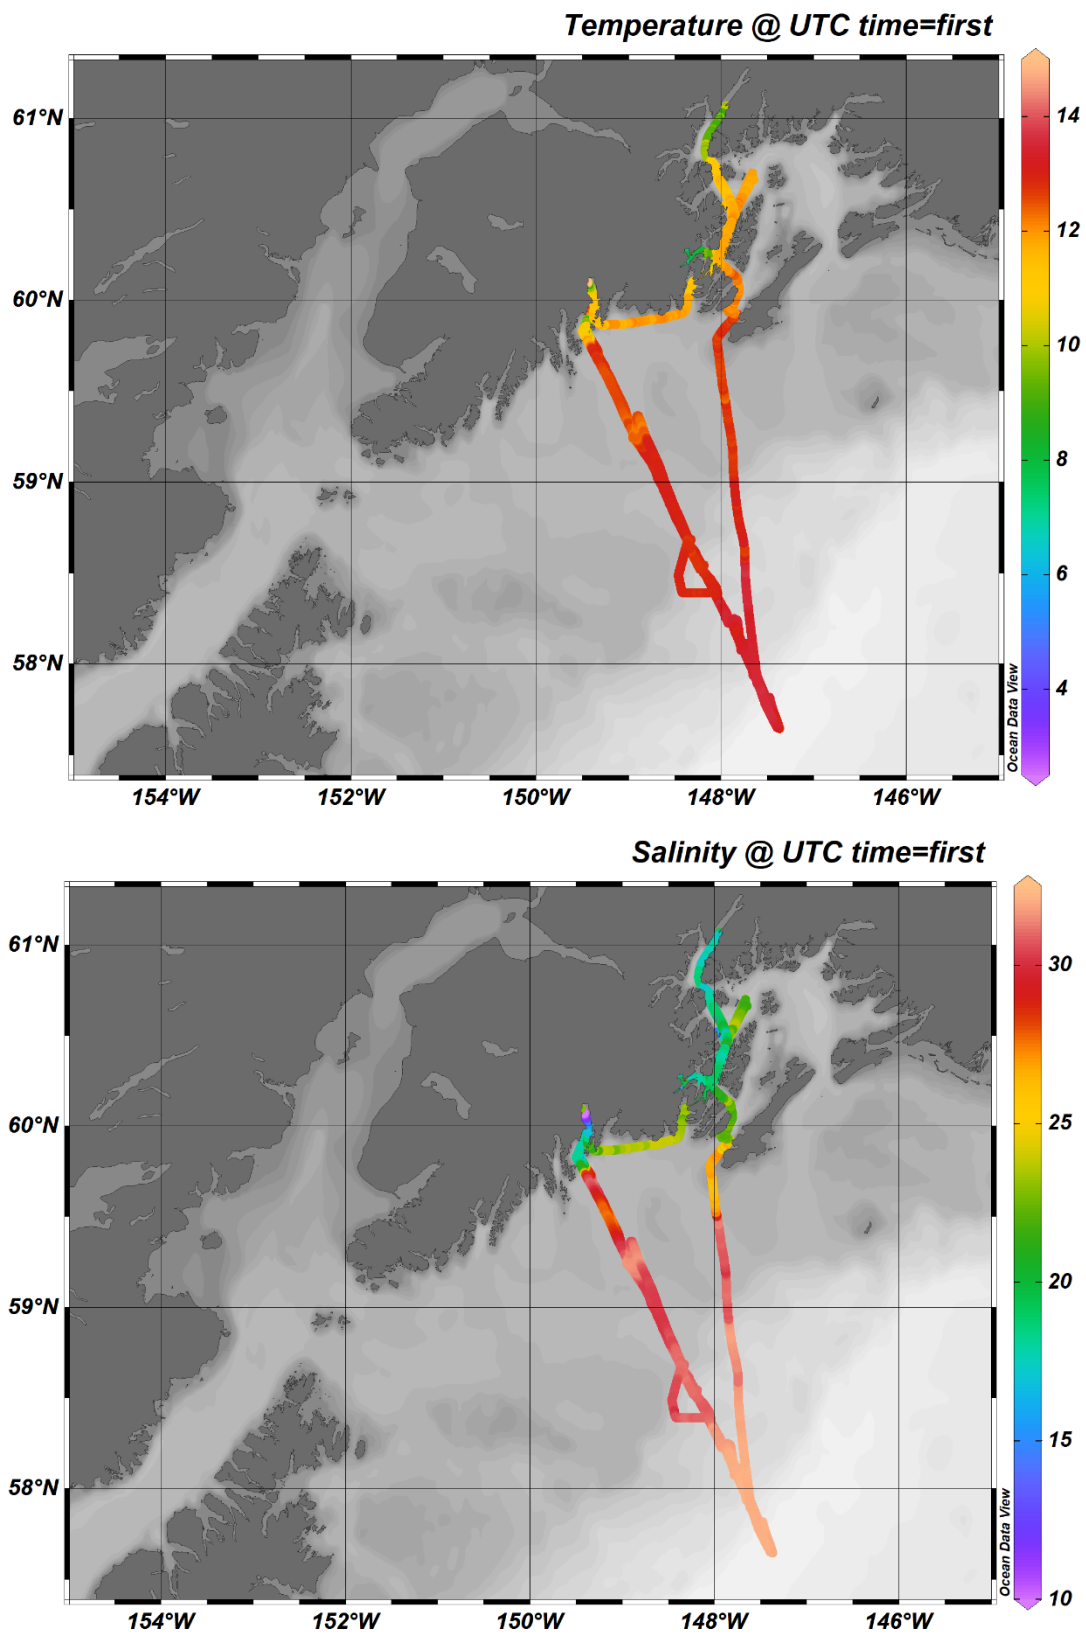 Temperature @ UTC time=first
61°N
60°N
59°N
58°N
154°W 152°W 150°W 148°W 146°W
Ocean Data View
14
12
10
8
6
4
Salinity @ UTC time=first
61°N
60°N
59°N
58°N
154°W 152°W 150°W 148°W 146°W
Ocean Data View
30
25
20
15
10